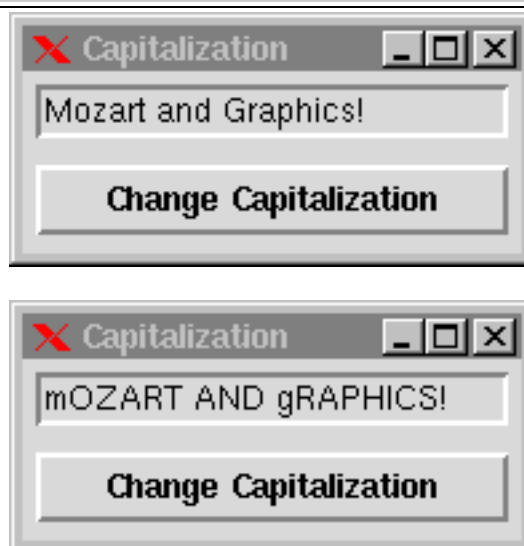 Capitalization
Mozart and Graphics!
Change Capitalization
Capitalization
mOZART AND gRAPHICS!
Change Capitalization